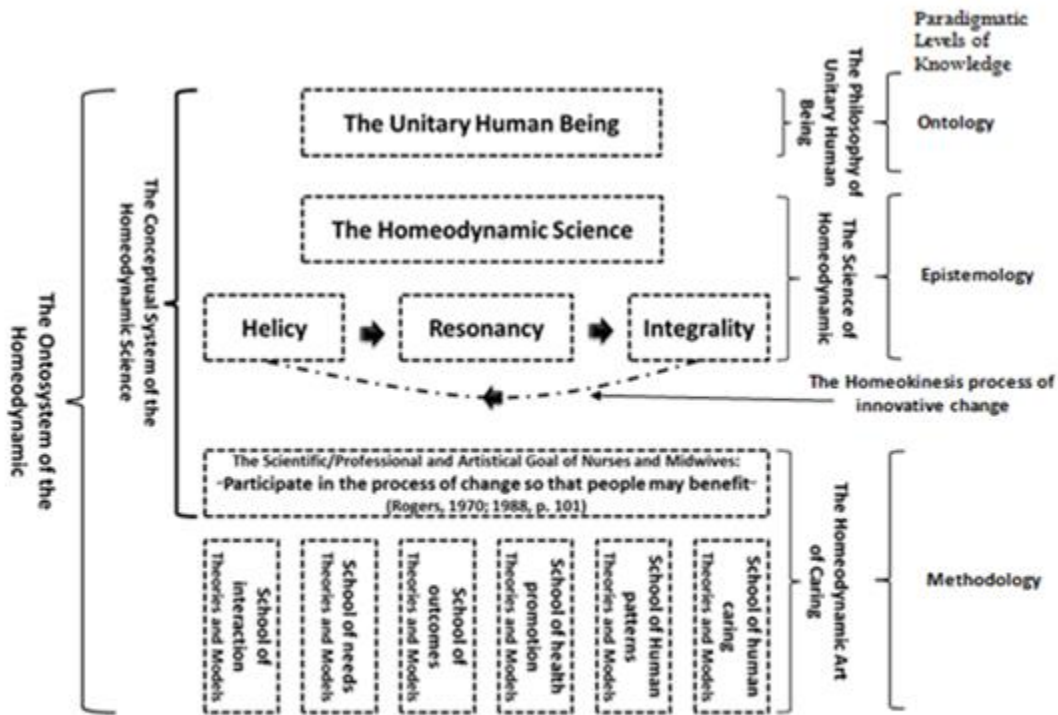 Paradigmatic
Levels of
Knowledge
The Unitary Human Being
The Philosophy of
Unitary Human
Being
Ontology
The Homeodynamic Science
The Science of
Homeodynamic
Epistemology
Helicy
Resonancy
Integrality
The Homeokinesis process of
innovative change
The Conceptual System of the
Homeodynamic Science
The Ontosystem of the
Homeodynamic
The Scientific/Professional and Artistical Goal of Nurses and Midwives:
-Participate in the process of change so that people may benefit-
(Rogers, 1970; 1988, p. 101)
The Homeodynamic Art
of Caring
Methodology
School of
interaction
Theories and Models
School of needs
Theories and Models
School of
outcomes
Theories and Models
School of health
promotion
Theories and Models
School of Human
patterns
Theories and Models
School of human
caring
Theories and Models